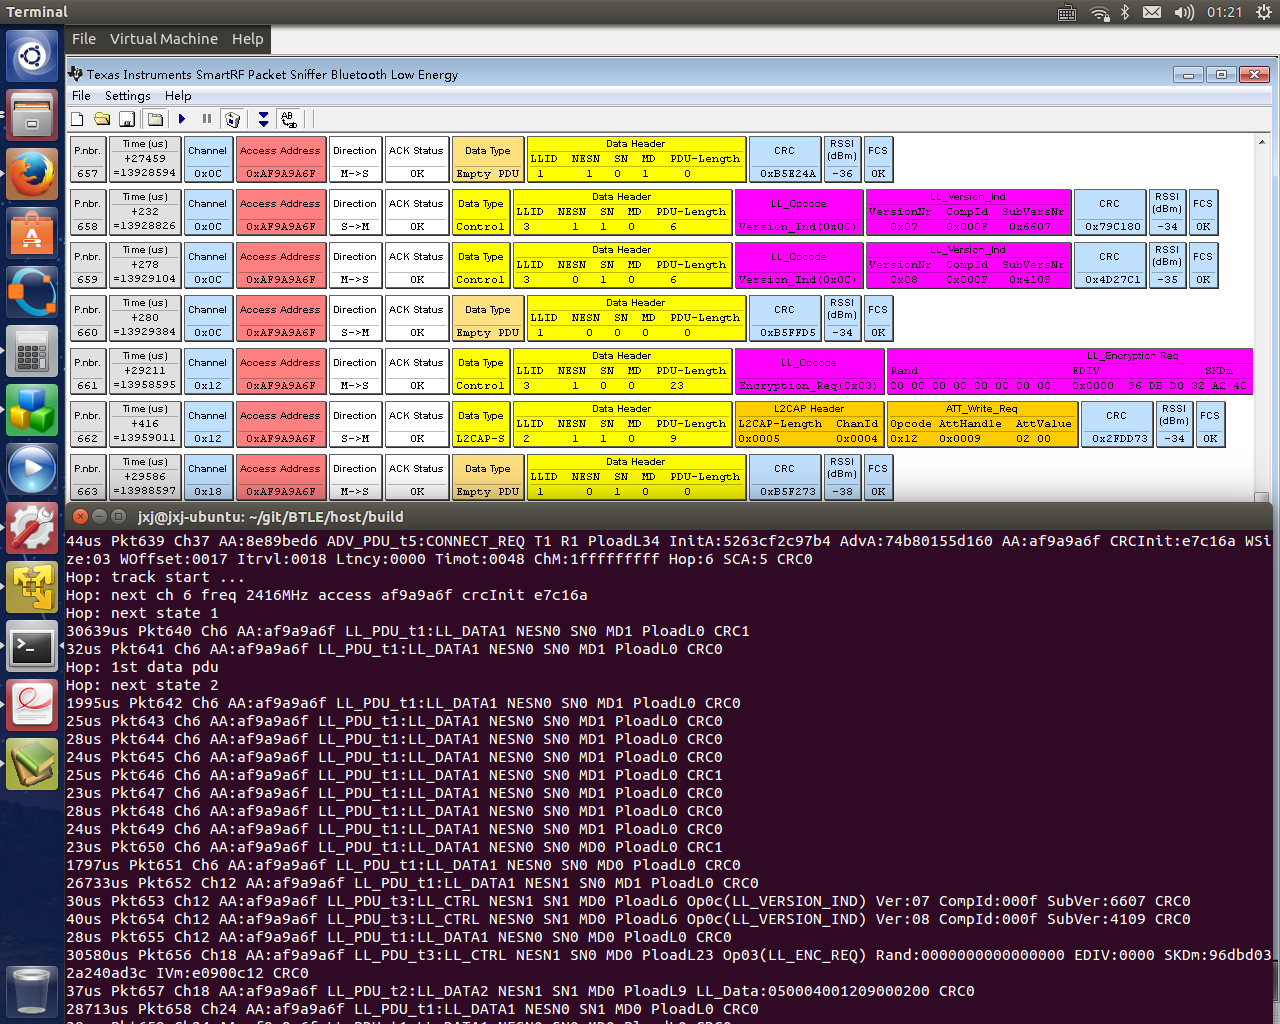 Terminal
01:21
File Virtual Machine Help
Texas Instruments SmartRF Packet Sniffer Bluetooth Low Energy
File Settings Help
P.nbr. Time (us) Channel Access Address Direction ACK Status Data Type Data Header CRC RSSI (dBm) FCS
+27459 LLID NESN SN MD PDU-Length
657 =13928594 0x0C 0xAF9A9A6F M->S OK Empty PDU 1 1 0 1 0 0xB5E24A -36 OK
P.nbr. Time (us) Channel Access Address Direction ACK Status Data Type Data Header LL_Opcode LL_Version_Ind CRC RSSI (dBm) FCS
+232 LLID NESN SN MD PDU-Length VersionNr CompId SubVersNr
658 =13928826 0x0C 0xAF9A9A6F S->M OK Control 3 1 1 0 6 Version_Ind(0x0C) 0x07 0x000F 0x6607 0x79C180 -34 OK
P.nbr. Time (us) Channel Access Address Direction ACK Status Data Type Data Header LL_Opcode LL_Version_Ind CRC RSSI (dBm) FCS
+278 LLID NESN SN MD PDU-Length VersionNr CompId SubVersNr
659 =13929104 0x0C 0xAF9A9A6F M->S OK Control 3 0 1 0 6 Version_Ind(0x0C) 0x08 0x000F 0x4109 0x4D27C1 -35 OK
P.nbr. Time (us) Channel Access Address Direction ACK Status Data Type Data Header CRC RSSI (dBm) FCS
+280 LLID NESN SN MD PDU-Length
660 =13929384 0x0C 0xAF9A9A6F S->M OK Empty PDU 1 0 0 0 0 0xB5FFD5 -34 OK
P.nbr. Time (us) Channel Access Address Direction ACK Status Data Type Data Header LL_Opcode LL_Encryption Req
+29211 LLID NESN SN MD PDU-Length Rand EDIV SKDm
661 =13958595 0x12 0xAF9A9A6F M->S OK Control 3 1 0 0 23 Encryption_Req(0x03) 00 00 00 00 00 00 00 00 0x0000 96 DB D0 32 A2 40
P.nbr. Time (us) Channel Access Address Direction ACK Status Data Type Data Header L2CAP Header ATT_Write_Req CRC RSSI (dBm) FCS
+416 LLID NESN SN MD PDU-Length L2CAP-Length ChanId Opcode AttHandle AttValue
662 =13959011 0x12 0xAF9A9A6F S->M OK L2CAP-S 2 1 1 0 9 0x0005 0x0004 0x12 0x0009 02 00 0x2FDD73 -34 OK
P.nbr. Time (us) Channel Access Address Direction ACK Status Data Type Data Header CRC RSSI (dBm) FCS
+29586 LLID NESN SN MD PDU-Length
663 =13988597 0x18 0xAF9A9A6F M->S OK Empty PDU 1 0 1 0 0 0xB5F273 -38 OK
jxj@jxj-ubuntu: ~/git/BTLE/host/build
44us Pkt639 Ch37 AA:8e89bed6 ADV_PDU_t5:CONNECT_REQ T1 R1 PloadL34 InitA:5263cf2c97b4 AdvA:74b80155d160 AA:af9a9a6f CRCInit:e7c16a WSi
ze:03 WOffset:0017 Itrvl:0018 Ltncy:0000 Timot:0048 ChM:1fffffffff Hop:6 SCA:5 CRC0
Hop: track start ...
Hop: next ch 6 freq 2416MHz access af9a9a6f crcInit e7c16a
Hop: next state 1
30639us Pkt640 Ch6 AA:af9a9a6f LL_PDU_t1:LL_DATA1 NESN0 SN0 MD1 PloadL0 CRC1
32us Pkt641 Ch6 AA:af9a9a6f LL_PDU_t1:LL_DATA1 NESN0 SN0 MD1 PloadL0 CRC0
Hop: 1st data pdu
Hop: next state 2
1995us Pkt642 Ch6 AA:af9a9a6f LL_PDU_t1:LL_DATA1 NESN0 SN0 MD1 PloadL0 CRC0
25us Pkt643 Ch6 AA:af9a9a6f LL_PDU_t1:LL_DATA1 NESN0 SN0 MD1 PloadL0 CRC0
28us Pkt644 Ch6 AA:af9a9a6f LL_PDU_t1:LL_DATA1 NESN0 SN0 MD1 PloadL0 CRC0
24us Pkt645 Ch6 AA:af9a9a6f LL_PDU_t1:LL_DATA1 NESN0 SN0 MD1 PloadL0 CRC0
25us Pkt646 Ch6 AA:af9a9a6f LL_PDU_t1:LL_DATA1 NESN0 SN0 MD1 PloadL0 CRC1
23us Pkt647 Ch6 AA:af9a9a6f LL_PDU_t1:LL_DATA1 NESN0 SN0 MD1 PloadL0 CRC0
28us Pkt648 Ch6 AA:af9a9a6f LL_PDU_t1:LL_DATA1 NESN0 SN0 MD1 PloadL0 CRC0
24us Pkt649 Ch6 AA:af9a9a6f LL_PDU_t1:LL_DATA1 NESN0 SN0 MD1 PloadL0 CRC0
23us Pkt650 Ch6 AA:af9a9a6f LL_PDU_t1:LL_DATA1 NESN0 SN0 MD0 PloadL0 CRC1
1797us Pkt651 Ch6 AA:af9a9a6f LL_PDU_t1:LL_DATA1 NESN0 SN0 MD0 PloadL0 CRC0
26733us Pkt652 Ch12 AA:af9a9a6f LL_PDU_t1:LL_DATA1 NESN1 SN0 MD1 PloadL0 CRC0
30us Pkt653 Ch12 AA:af9a9a6f LL_PDU_t3:LL_CTRL NESN1 SN1 MD0 PloadL6 Op0c(LL_VERSION_IND) Ver:07 CompId:000f SubVer:6607 CRC0
40us Pkt654 Ch12 AA:af9a9a6f LL_PDU_t3:LL_CTRL NESN0 SN1 MD0 PloadL6 Op0c(LL_VERSION_IND) Ver:08 CompId:000f SubVer:4109 CRC0
28us Pkt655 Ch12 AA:af9a9a6f LL_PDU_t1:LL_DATA1 NESN0 SN0 MD0 PloadL0 CRC0
30580us Pkt656 Ch18 AA:af9a9a6f LL_PDU_t3:LL_CTRL NESN1 SN0 MD0 PloadL23 Op03(LL_ENC_REQ) Rand:0000000000000000 EDIV:0000 SKDm:96dbd03
2a240ad3c IVm:e0900c12 CRC0
37us Pkt657 Ch18 AA:af9a9a6f LL_PDU_t2:LL_DATA2 NESN1 SN1 MD0 PloadL9 LL_Data:050004001209000200 CRC0
28713us Pkt658 Ch24 AA:af9a9a6f LL_PDU_t1:LL_DATA1 NESN0 SN1 MD0 PloadL0 CRC0